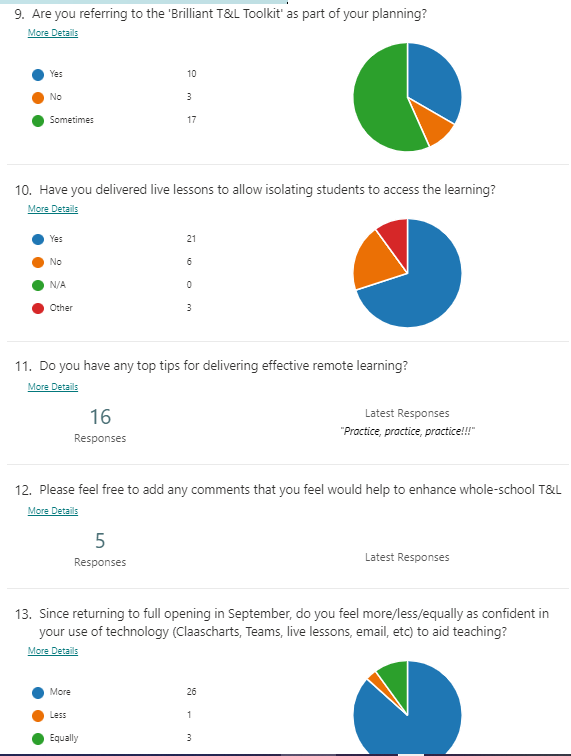 9. Are you referring to the 'Brilliant T&L Toolkit' as part of your planning?
More Details
Yes 10
No 3
Sometimes 17
10. Have you delivered live lessons to allow isolating students to access the learning?
More Details
Yes 21
No 6
N/A 0
Other 3
11. Do you have any top tips for delivering effective remote learning?
More Details
16
Responses
Latest Responses
"Practice, practice, practice!!!"
12. Please feel free to add any comments that you feel would help to enhance whole-school T&L
More Details
5
Responses
Latest Responses
13. Since returning to full opening in September, do you feel more/less/equally as confident in
your use of technology (Claascharts, Teams, live lessons, email, etc) to aid teaching?
More Details
More 26
Less 1
Equally 3